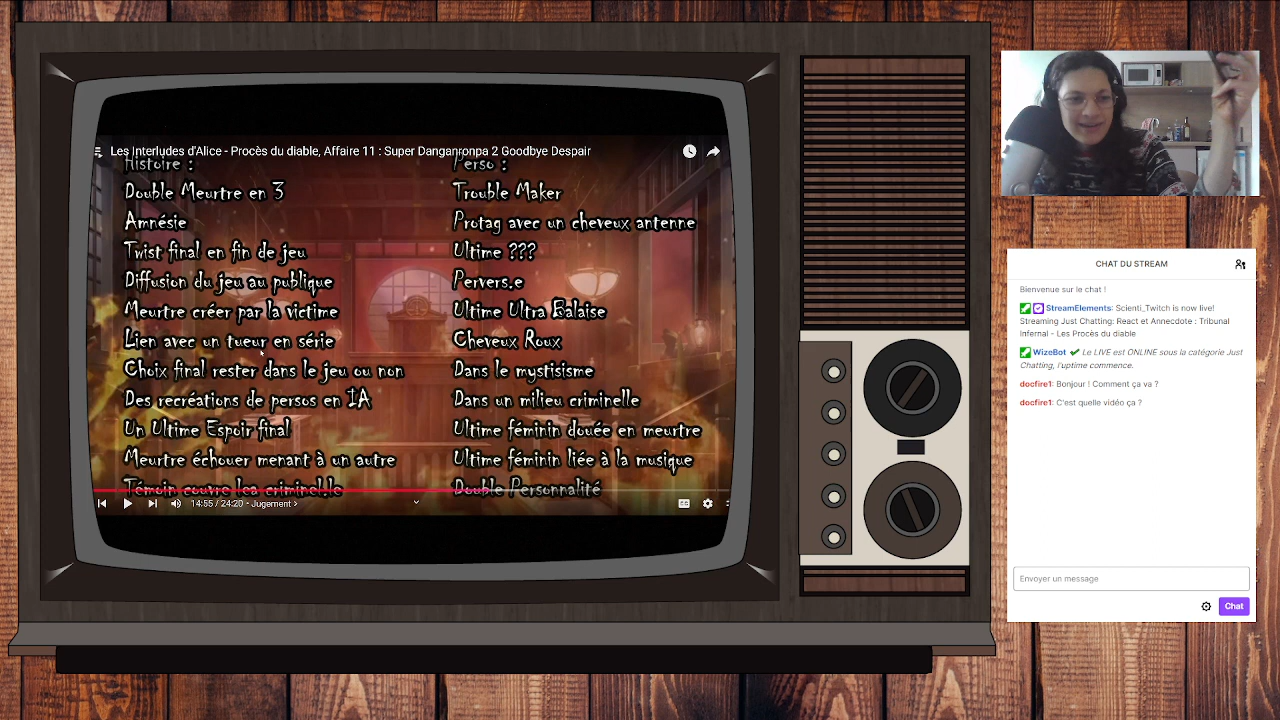 Les Interludes d'Alice - Procès du diable, Affaire 11 : Super Danganronpa 2 Goodbye Despair
Histoire :
Double Meurtre en 3
Amnésie
Twist final en fin de jeu
Diffusion du jeu au publique
Meurtre créer par la victime
Lien avec un tueur en série
Choix final rester dans le jeu ou non
Des recréations de persos en IA
Un Ultime Espoir final
Meurtre échouer menant à un autre
Témoin couvre lea criminel.le
Perso :
Trouble Maker
Protag avec un cheveux antenne
Ultime ???
Pervers.e
Ultime Ultra Balaise
Cheveux Roux
Dans le mystisisme
Dans un milieu criminelle
Ultime féminin douée en meurtre
Ultime féminin liée à la musique
Double Personnalité
14:55 / 24:20 - Jugement >
CHAT DU STREAM
Bienvenue sur le chat !
StreamElements: Scienti_Twitch is now live!
Streaming Just Chatting: React et Annecdote : Tribunal
Infernal - Les Procès du diable
WizeBot Le LIVE est ONLINE sous la catégorie Just
Chatting, l'uptime commence.
docfire1: Bonjour ! Comment ça va ?
docfire1: C'est quelle vidéo ça ?
Envoyer un message
Chat